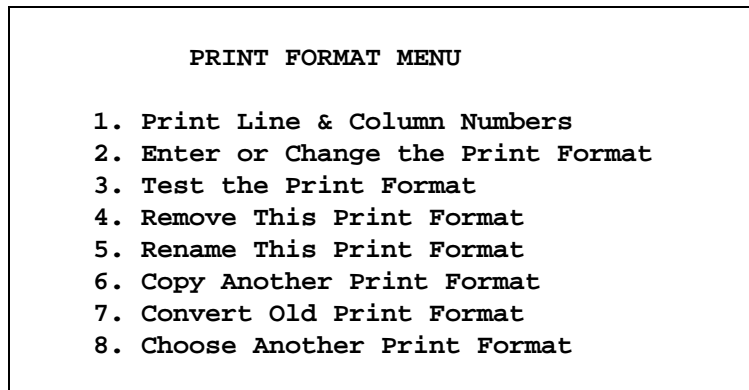 PRINT FORMAT MENU
1. Print Line & Column Numbers
2. Enter or Change the Print Format
3. Test the Print Format
4. Remove This Print Format
5. Rename This Print Format
6. Copy Another Print Format
7. Convert Old Print Format
8. Choose Another Print Format